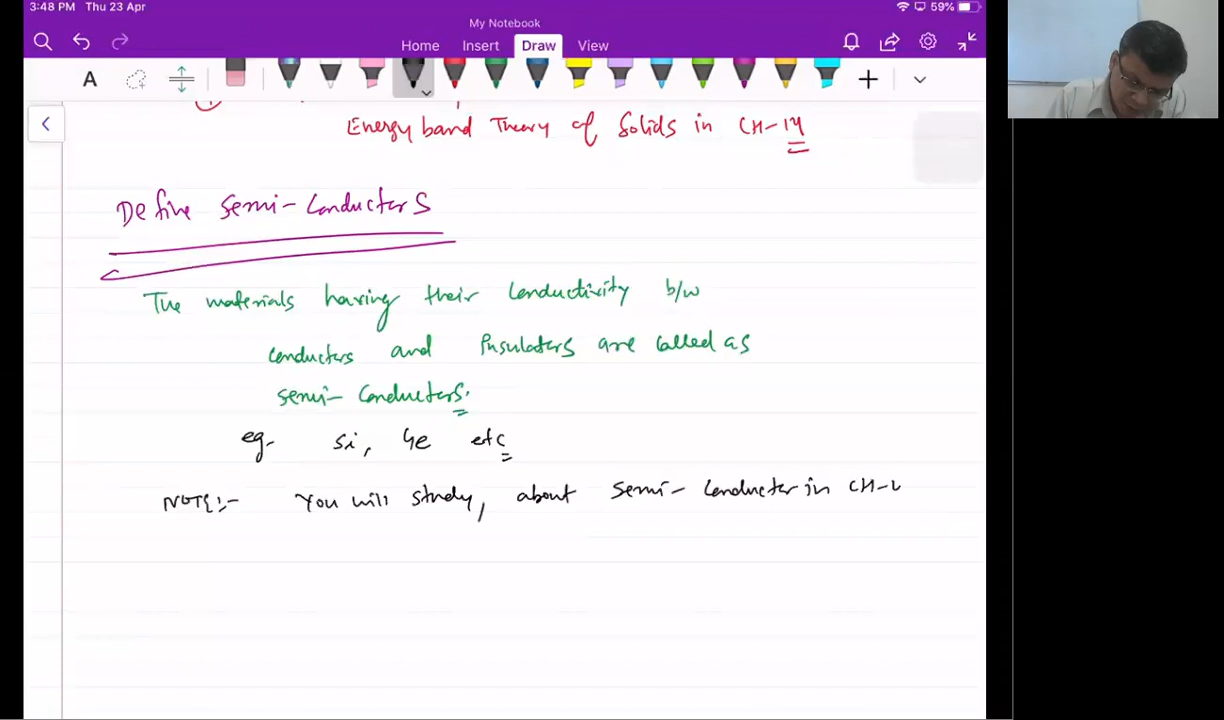 3:48 PM Thu 23 Apr
59%
My Notebook
Home Insert Draw View
A
Energy band Theory of Solids in CH-14
Define Semi-Conductors
The materials having their Conductivity b/w
Conductors and Insulators are called as
Semi-Conductors.
eg- Si, Ge etc
NOTE:- You will study, about Semi-Conductor in CH-